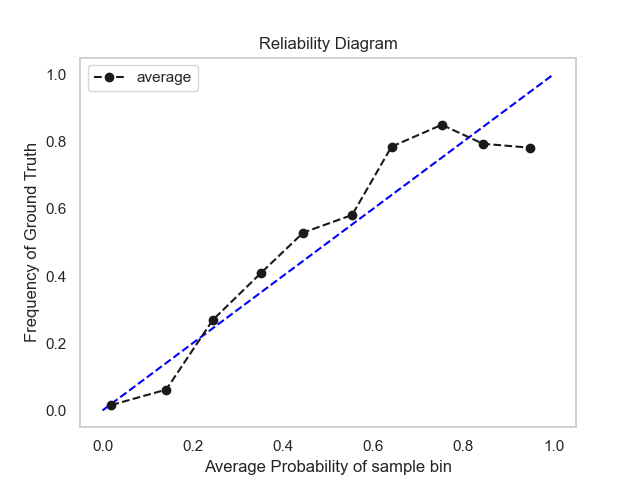 Reliability Diagram
average
1.0
0.8
0.6
0.4
0.2
0.0
Frequency of Ground Truth
0.0 0.2 0.4 0.6 0.8 1.0
Average Probability of sample bin